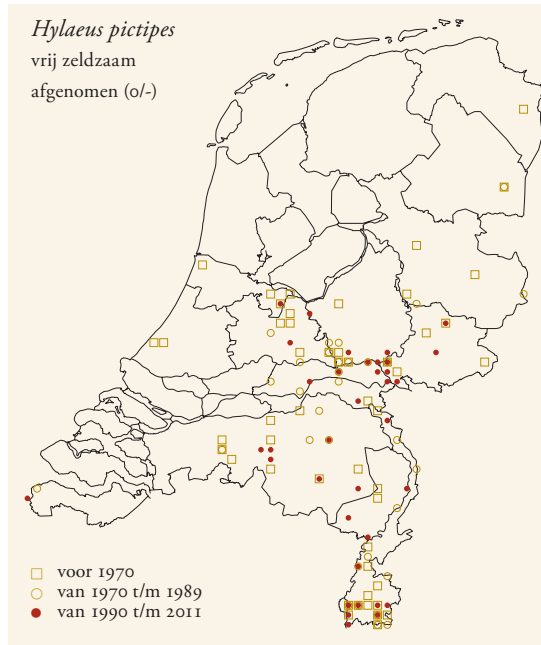 Hylaeus pictipes
vrij zeldzaam
afgenomen (0/-)
voor 1970
van 1970 t/m 1989
van 1990 t/m 2011